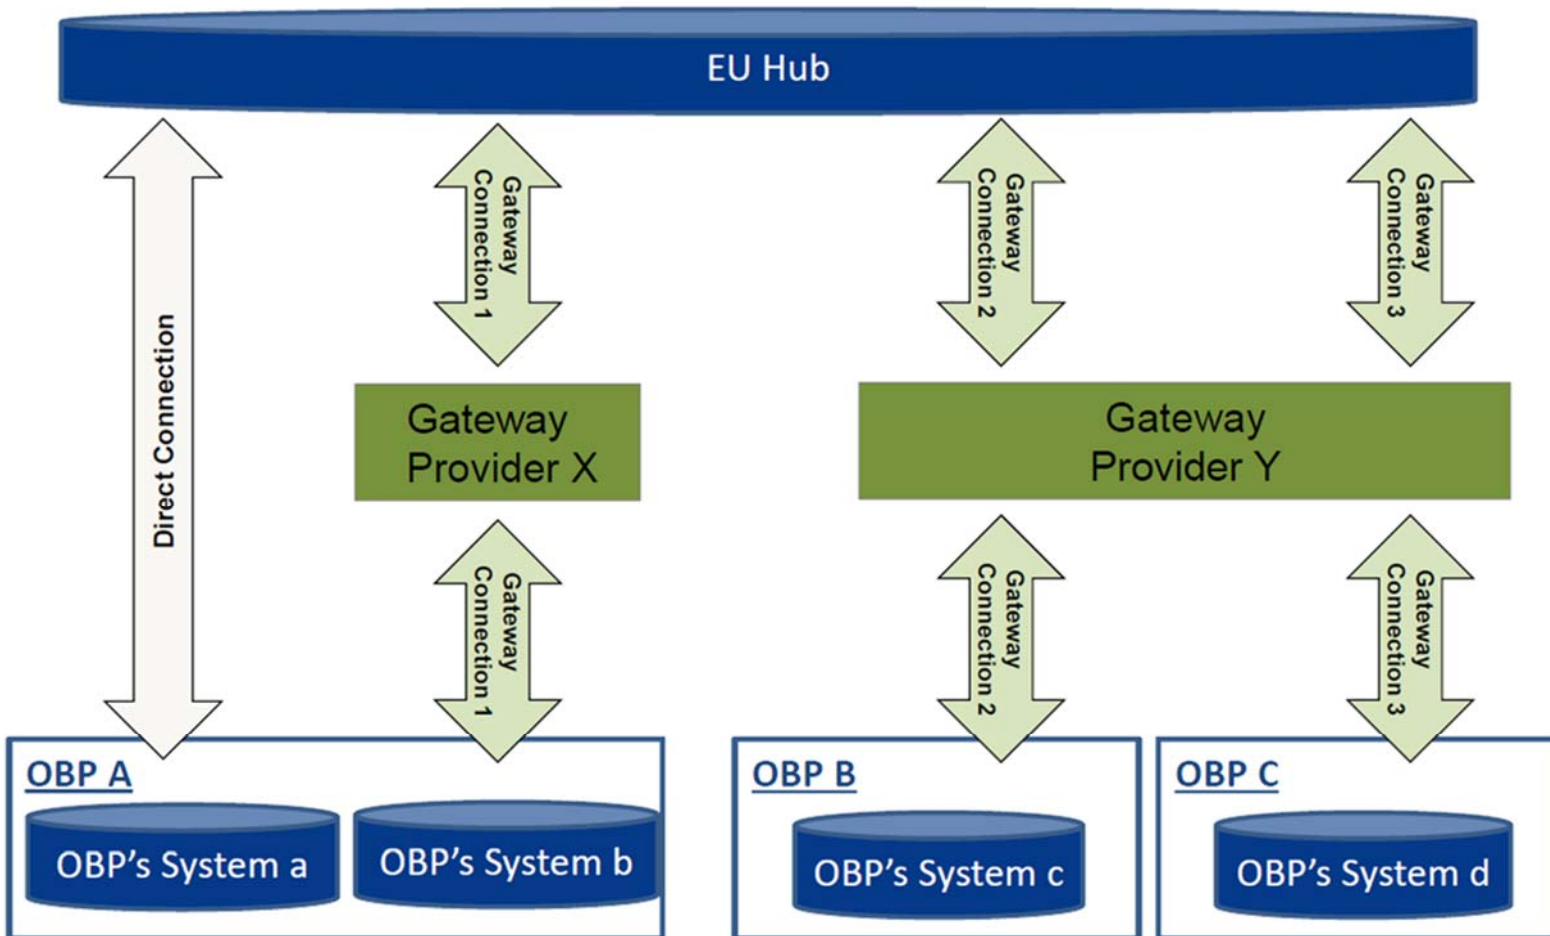 EU Hub
Direct Connection
Gateway
Connection 1
Gateway
Connection 2
Gateway
Connection 3
Gateway
Provider X
Gateway
Provider Y
Gateway
Connection 1
Gateway
Connection 2
Gateway
Connection 3
OBP A
OBP’s System a
OBP’s System b
OBP B
OBP’s System c
OBP C
OBP’s System d